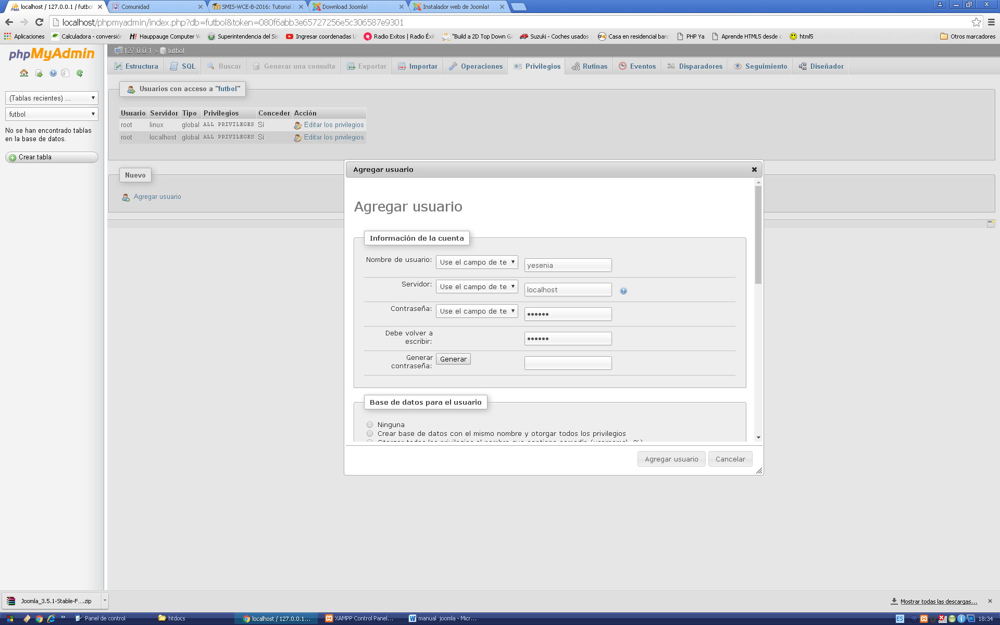 localhost / 127.0.0.1 / futbol
Comunidad
SMIS-WCE-B-2016: Tutorial
Download Joomla!
Instalador web de Joomla!
localhost/phpmyadmin/index.php?db=futbol&token=080f6abb3e65727256e5c306587e9301
Aplicaciones
Calculadora - conversión
Hauppauge Computer W
Superintendencia del Sis
Ingresar coordenadas U
Radio Exitos | Radio Éxit
"Build a 2D Top Down Ga
Suzuki - Coches usados
Casa en residencial barc
PHP Ya
Aprende HTML5 desde c
html5
Otros marcadores
phpMyAdmin
127.0.0.1 » futbol
Estructura
SQL
Buscar
Generar una consulta
Exportar
Importar
Operaciones
Privilegios
Rutinas
Eventos
Disparadores
Seguimiento
Diseñador
(Tablas recientes) ...
futbol
No se han encontrado tablas
en la base de datos.
Crear tabla
Usuarios con acceso a "futbol"
Usuario Servidor Tipo Privilegios Conceder Acción
root linux global ALL PRIVILEGES Sí Editar los privilegios
root localhost global ALL PRIVILEGES Sí Editar los privilegios
Nuevo
Agregar usuario
Agregar usuario
Agregar usuario
Información de la cuenta
Nombre de usuario: Use el campo de te yesenia
Servidor: Use el campo de te localhost
Contraseña: Use el campo de te ••••••
Debe volver a
escribir: ••••••
Generar
contraseña: Generar
Base de datos para el usuario
Ninguna
Crear base de datos con el mismo nombre y otorgar todos los privilegios
Agregar usuario
Cancelar
Joomla_3.5.1-Stable-F....zip
Mostrar todas las descargas...
Panel de control
htdocs
localhost / 127.0.0.1...
XAMPP Control Panel...
manual joomla - Micr...
ES
18:34